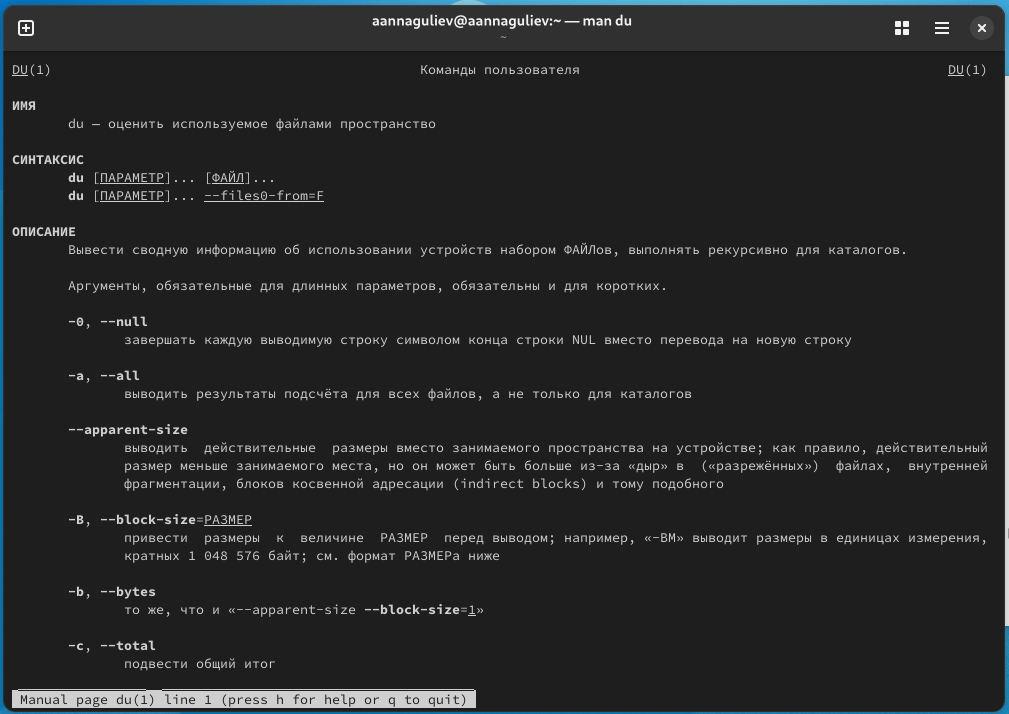 aannaguliev@aannaguliev:~ — man du
~
DU(1) Команды пользователя DU(1)
ИМЯ
du – оценить используемое файлами пространство
СИНТАКСИС
du [ПАРАМЕТР]... [ФАЙЛ]...
du [ПАРАМЕТР]... --files0-from=F
ОПИСАНИЕ
Вывести сводную информацию об использовании устройств набором ФАЙЛов, выполнять рекурсивно для каталогов.
Аргументы, обязательные для длинных параметров, обязательны и для коротких.
-0, --null
завершать каждую выводимую строку символом конца строки NUL вместо перевода на новую строку
-a, --all
выводить результаты подсчёта для всех файлов, а не только для каталогов
--apparent-size
выводить действительные размеры вместо занимаемого пространства на устройстве; как правило, действительный
размер меньше занимаемого места, но он может быть больше из-за «дыр» в («разрежённых») файлах, внутренней
фрагментации, блоков косвенной адресации (indirect blocks) и тому подобного
-B, --block-size=РАЗМЕР
привести размеры к величине РАЗМЕР перед выводом; например, «-BM» выводит размеры в единицах измерения,
кратных 1 048 576 байт; см. формат РАЗМЕРа ниже
-b, --bytes
то же, что и «--apparent-size --block-size=1»
-c, --total
подвести общий итог
Manual page du(1) line 1 (press h for help or q to quit)